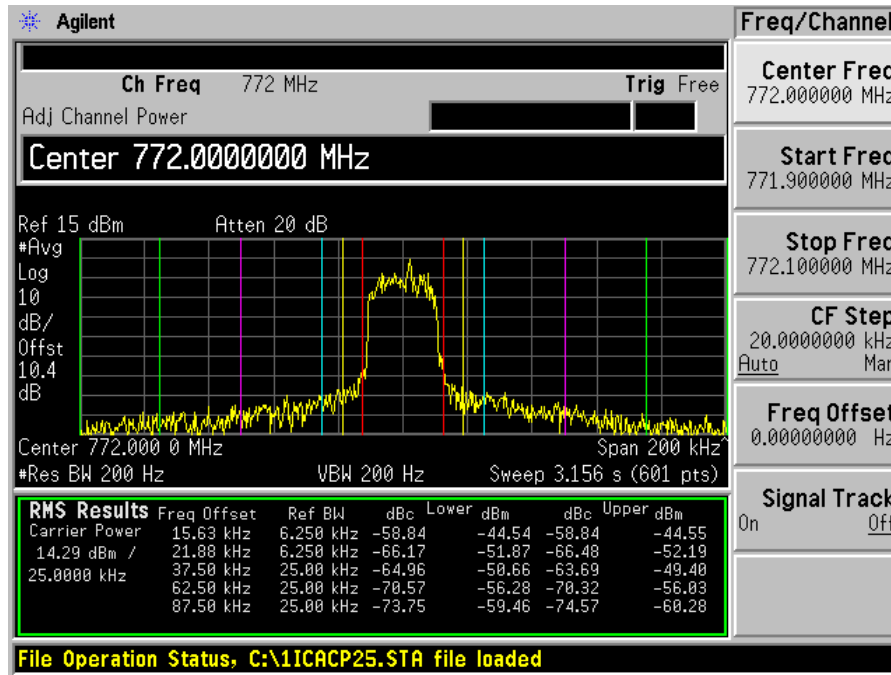 Agilent
Freq/Channel
Ch Freq 772 MHz Trig Free
Adj Channel Power
Center 772.0000000 MHz
Ref 15 dBm Atten 20 dB
#Avg
Log
10
dB/
Offst
10.4
dB
Center 772.000 0 MHz Span 200 kHz^
#Res BW 200 Hz VBW 200 Hz Sweep 3.156 s (601 pts)
RMS Results Freq Offset Ref BW dBc Lower dBm dBc Upper dBm
Carrier Power 15.63 kHz 6.250 kHz -58.84 -44.54 -58.84 -44.55
14.29 dBm / 21.88 kHz 6.250 kHz -66.17 -51.87 -66.48 -52.19
25.0000 kHz 37.50 kHz 25.00 kHz -64.96 -50.66 -63.69 -49.40
62.50 kHz 25.00 kHz -70.57 -56.28 -70.32 -56.03
87.50 kHz 25.00 kHz -73.75 -59.46 -74.57 -60.28
Center Freq
772.000000 MHz
Start Freq
771.900000 MHz
Stop Freq
772.100000 MHz
CF Step
20.0000000 kHz
Auto Man
Freq Offset
0.00000000 Hz
Signal Track
On Off
File Operation Status, C:\1ICACP25.STA file loaded